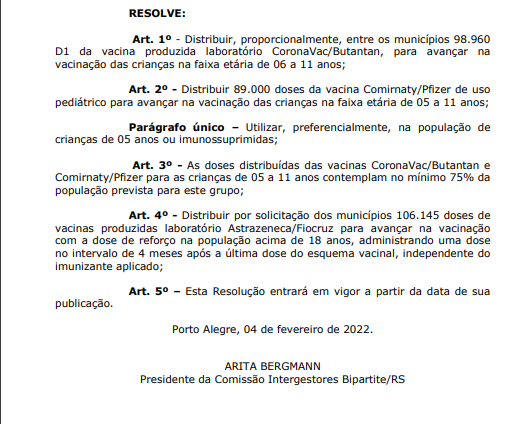 RESOLVE:
Art. 1º - Distribuir, proporcionalmente, entre os municípios 98.960
D1 da vacina produzida laboratório CoronaVac/Butantan, para avançar na
vacinação das crianças na faixa etária de 06 a 11 anos;
Art. 2º - Distribuir 89.000 doses da vacina Comirnaty/Pfizer de uso
pediátrico para avançar na vacinação das crianças na faixa etária de 05 a 11 anos;
Parágrafo único – Utilizar, preferencialmente, na população de
crianças de 05 anos ou imunossuprimidas;
Art. 3º - As doses distribuídas das vacinas CoronaVac/Butantan e
Comirnaty/Pfizer para as crianças de 05 a 11 anos contemplam no mínimo 75% da
população prevista para este grupo;
Art. 4º - Distribuir por solicitação dos municípios 106.145 doses de
vacinas produzidas laboratório Astrazeneca/Fiocruz para avançar na vacinação
com a dose de reforço na população acima de 18 anos, administrando uma dose
no intervalo de 4 meses após a última dose do esquema vacinal, independente do
imunizante aplicado;
Art. 5º – Esta Resolução entrará em vigor a partir da data de sua
publicação.
Porto Alegre, 04 de fevereiro de 2022.
ARITA BERGMANN
Presidente da Comissão Intergestores Bipartite/RS